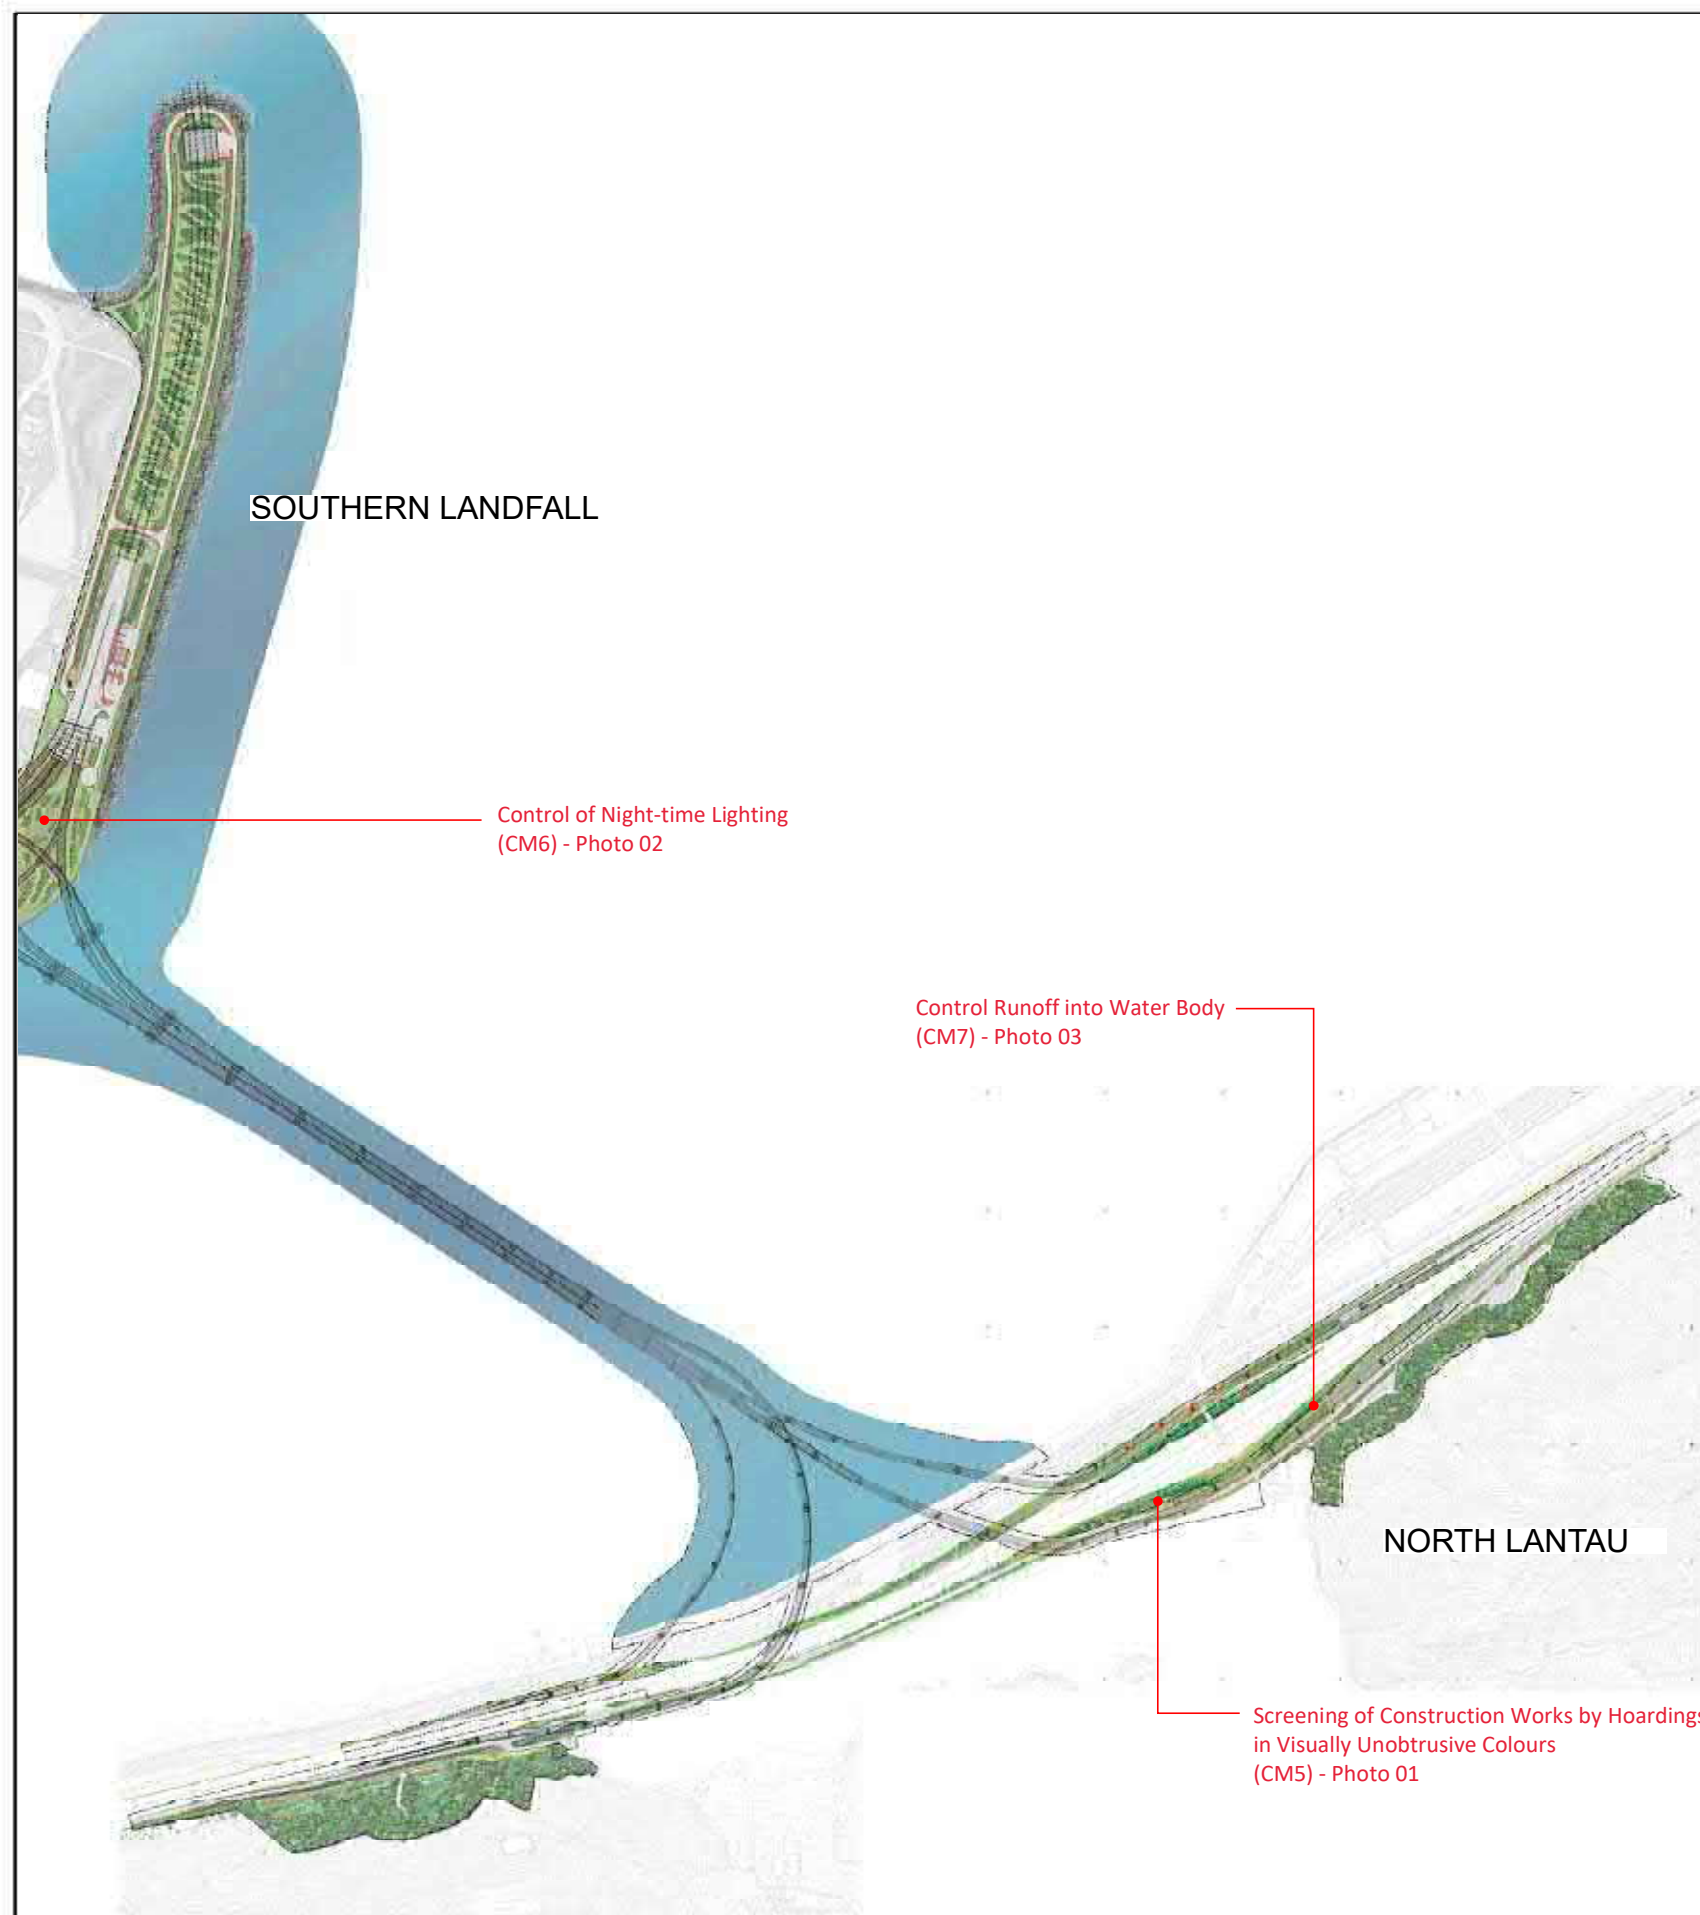 SOUTHERN LANDFALL
Control of Night-time Lighting
(CM6) - Photo 02
Control Runoff into Water Body
(CM7) - Photo 03
NORTH LANTAU
Screening of Construction Works by Hoardings
in Visually Unobtrusive Colours
(CM5) - Photo 01